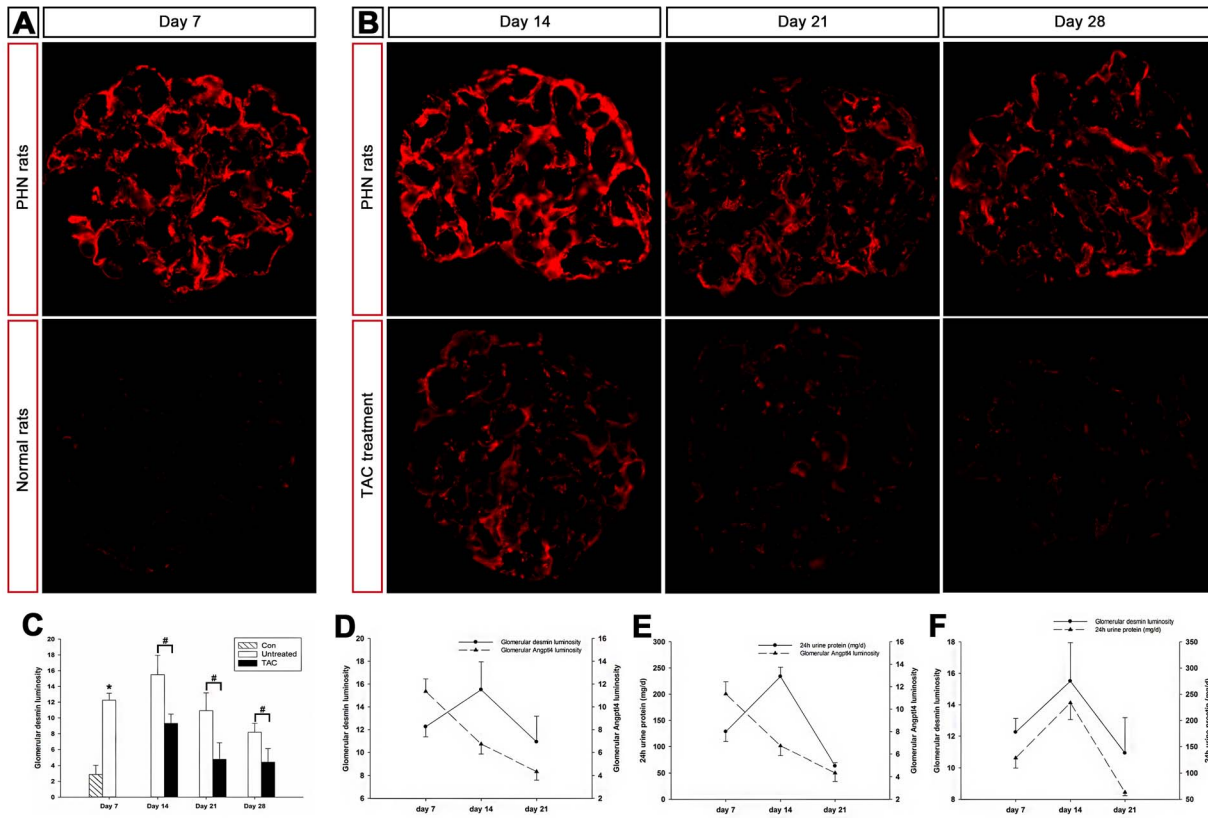 A
Day 7
B
Day 14
Day 21
Day 28
PHN rats
PHN rats
Normal rats
TAC treatment
C
Glomerular desmin luminosity
20
18
16
14
12
10
8
6
4
2
0
*
#
#
#
Con
Untreated
TAC
Day 7
Day 14
Day 21
Day 28
D
Glomerular desmin luminosity
Glomerular Angptl4 luminosity
Glomerular desmin luminosity
20
18
16
14
12
10
8
6
16
14
12
10
8
6
4
2
Glomerular Angptl4 luminosity
day 7
day 14
day 21
E
24h urine protein (mg/d)
Glomerular Angptl4 luminosity
24h urine protein (mg/d)
300
250
200
150
100
50
0
16
14
12
10
8
6
4
2
Glomerular Angptl4 luminosity
day 7
day 14
day 21
F
Glomerular desmin luminosity
24h urine protein (mg/d)
Glomerular desmin luminosity
18
16
14
12
10
8
350
300
250
200
150
100
50
24h urine protein (mg/d)
day 7
day 14
day 21